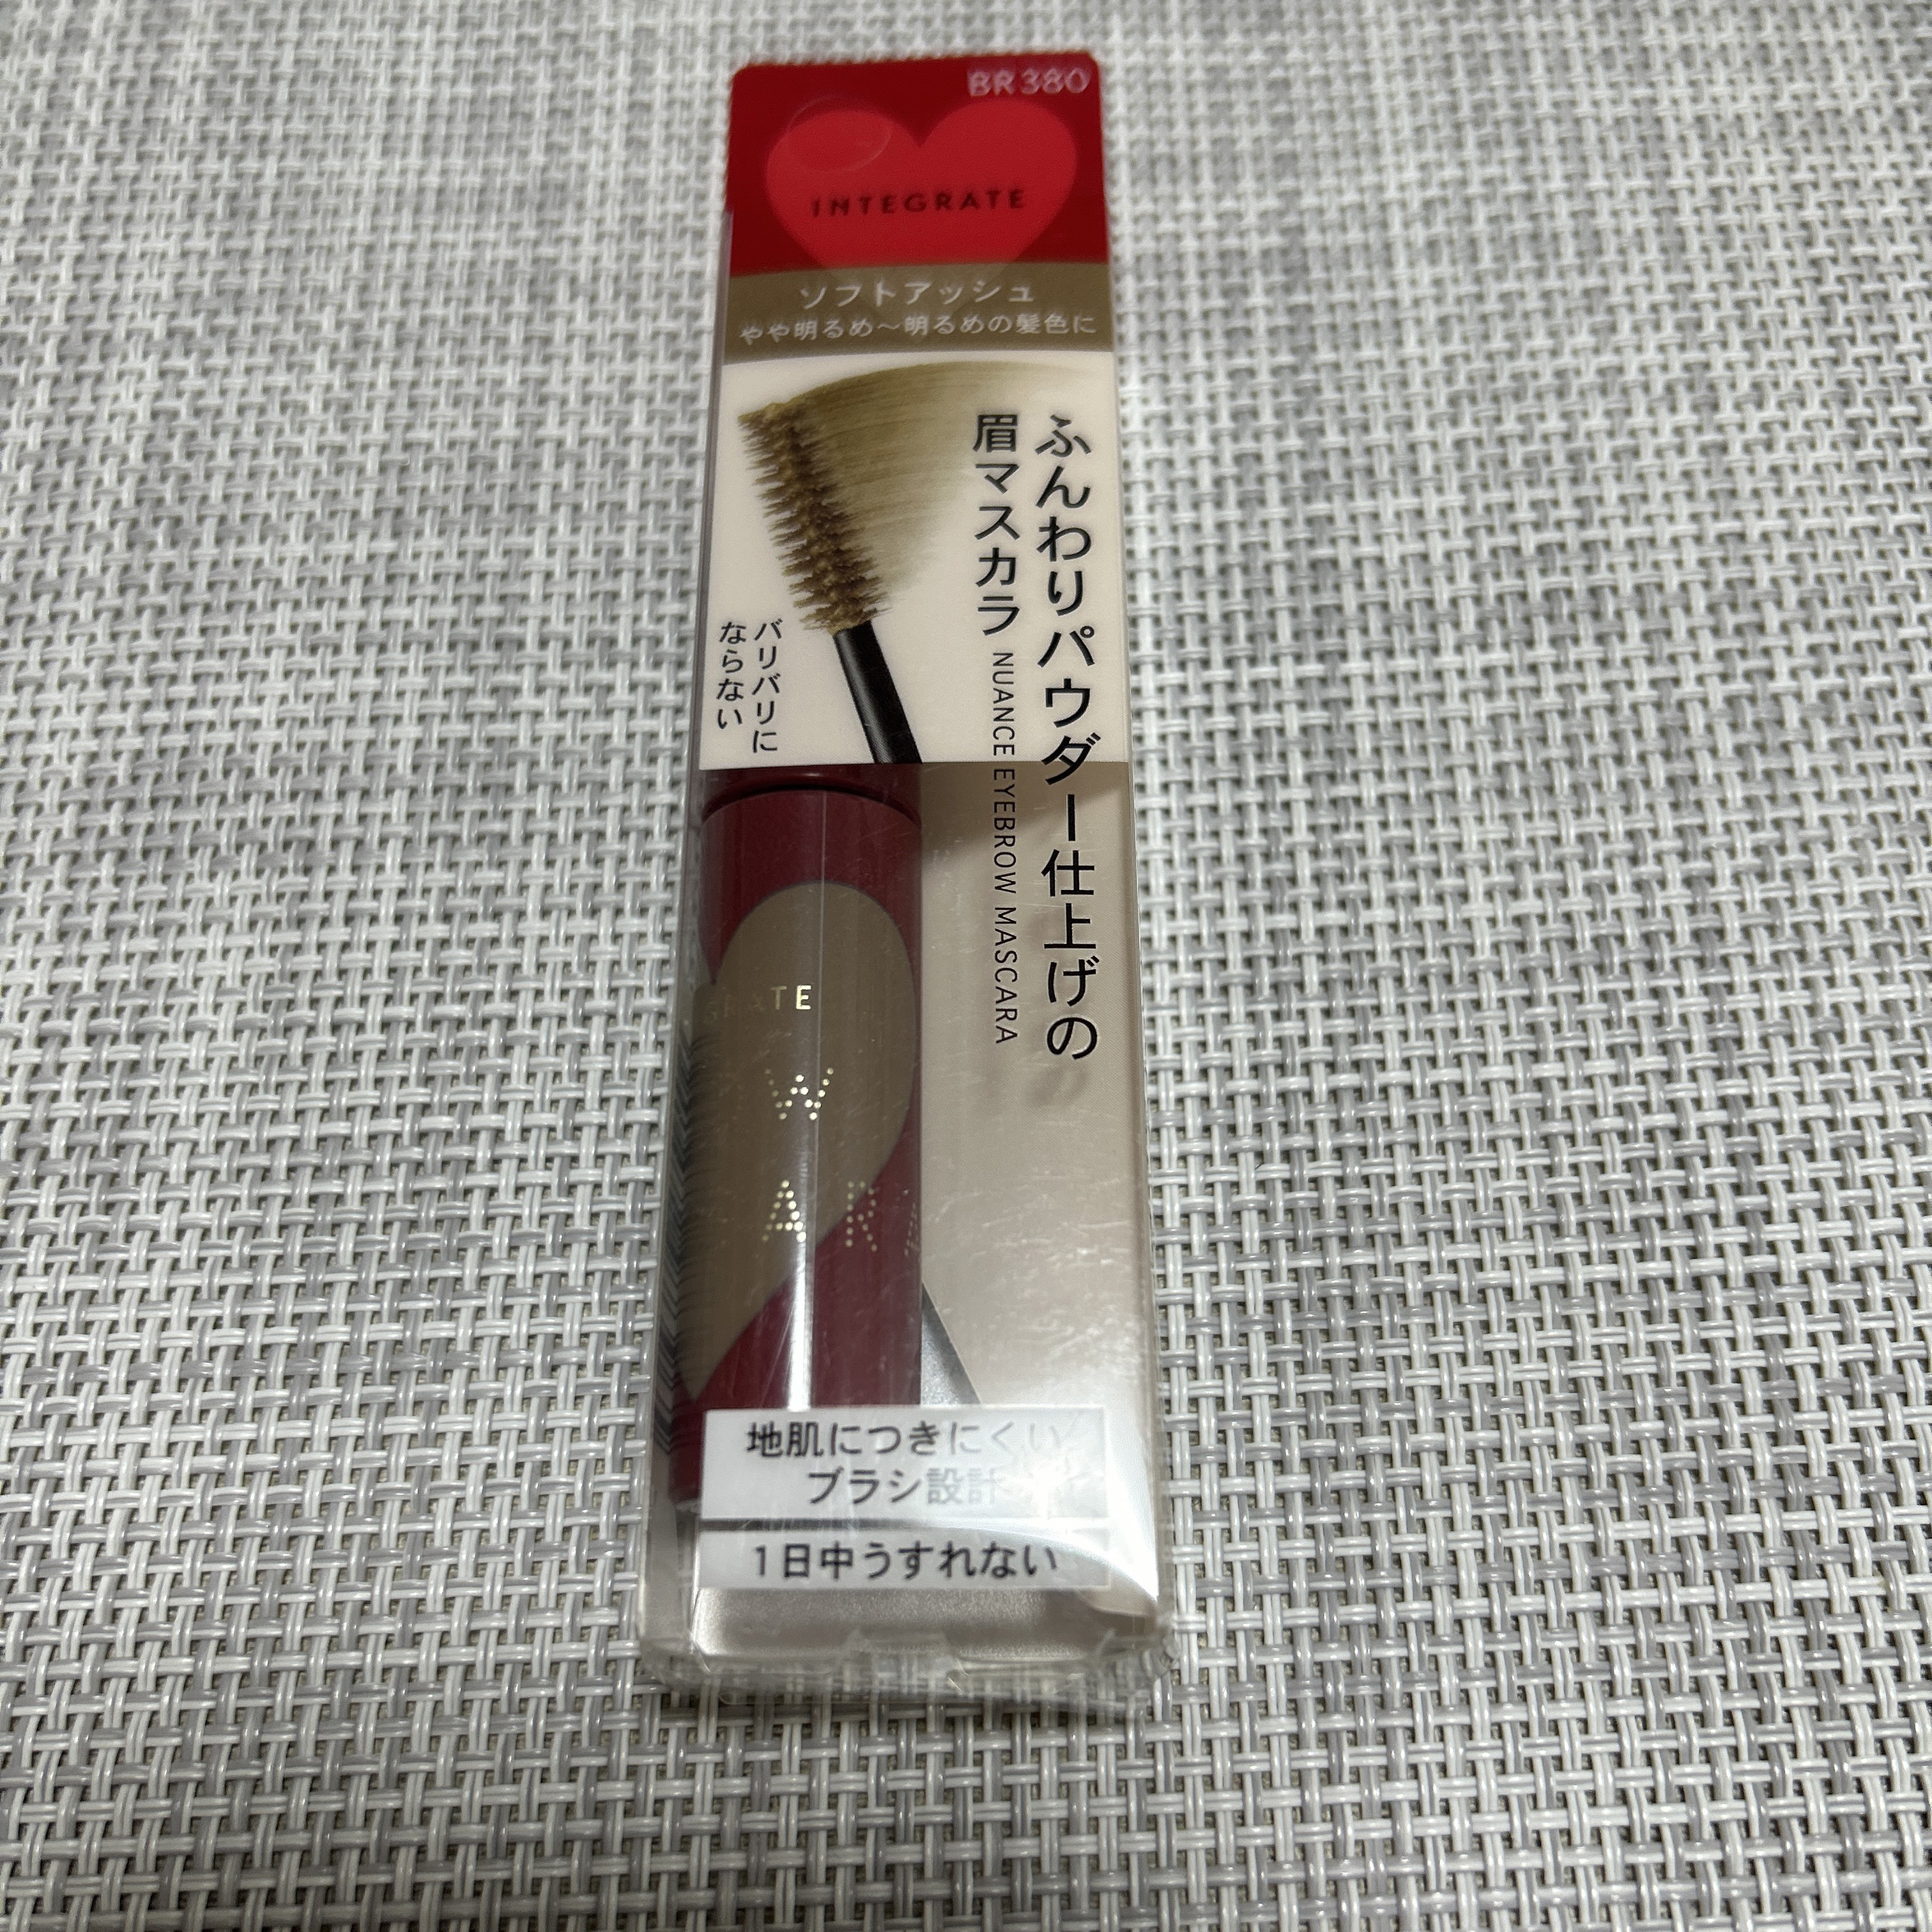 BR380
INTEGRATE
ソフトアッシュ
やや明るめ～明るめの髪色に
ふんわりパウダー仕上げの
眉マスカラ NUANCE EYEBROW MASCARA
バリバリに
ならない
GRATE
W
A R A
地肌につきにくい
ブラシ設計
1日中うすれない